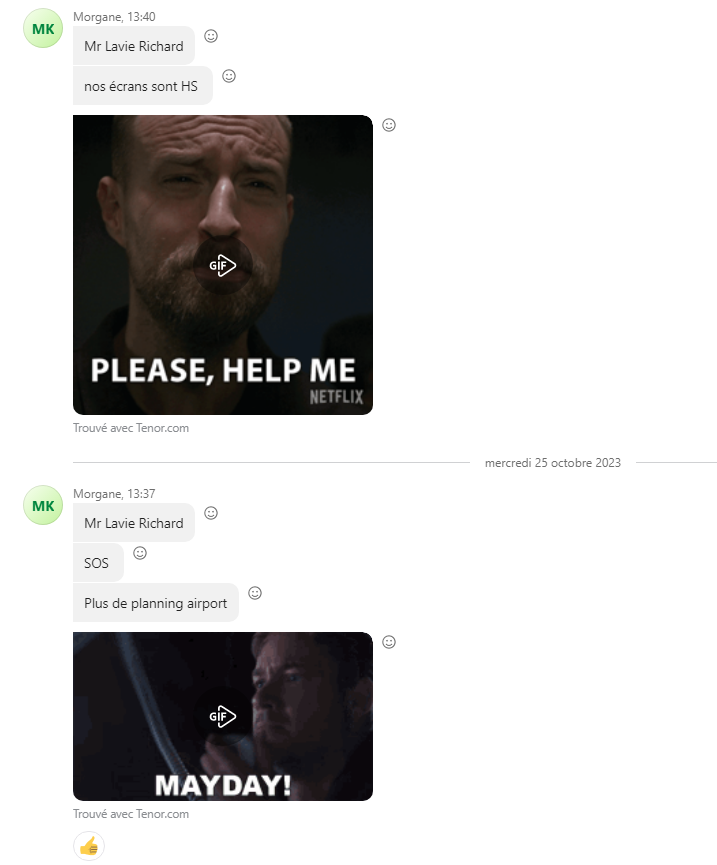 MK
Morgane, 13:40
Mr Lavie Richard
nos écrans sont HS
GIF
PLEASE, HELP ME
NETFLIX
Trouvé avec Tenor.com
mercredi 25 octobre 2023
MK
Morgane, 13:37
Mr Lavie Richard
SOS
Plus de planning airport
GIF
MAYDAY!
Trouvé avec Tenor.com